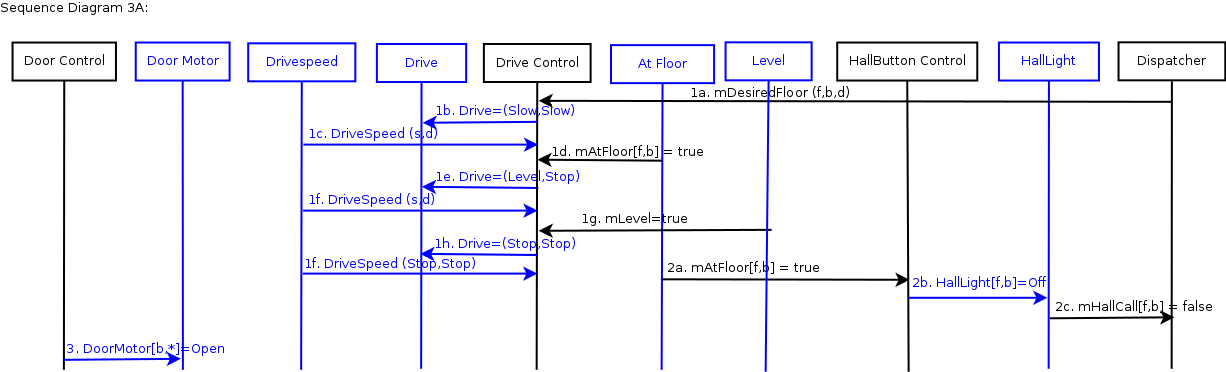 Sequence Diagram 3A:
Door Control
Door Motor
Drivespeed
Drive
Drive Control
At Floor
Level
HallButton Control
HallLight
Dispatcher
1a. mDesiredFloor (f,b,d)
1b. Drive=(Slow,Slow)
1c. DriveSpeed (s,d)
1d. mAtFloor[f,b] = true
1e. Drive=(Level,Stop)
1f. DriveSpeed (s,d)
1g. mLevel=true
1h. Drive=(Stop,Stop)
1f. DriveSpeed (Stop,Stop)
2a. mAtFloor[f,b] = true
2b. HallLight[f,b]=Off
2c. mHallCall[f,b] = false
3. DoorMotor[b,*]=Open